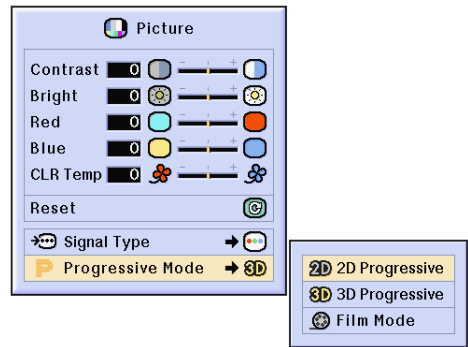 Picture
Contrast 0 - +
Bright 0 - +
Red 0 - +
Blue 0 - +
CLR Temp 0 - +
Reset
Signal Type
P Progressive Mode 3D
2D 2D Progressive
3D 3D Progressive
Film Mode